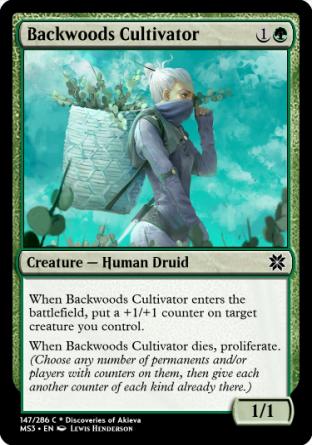 Backwoods Cultivator 1
Creature — Human Druid
When Backwoods Cultivator enters the
battlefield, put a +1/+1 counter on target
creature you control.
When Backwoods Cultivator dies, proliferate.
(Choose any number of permanents and/or
players with counters on them, then give each
another counter of each kind already there.)
1/1
147/286 C * Discoveries of Akieva
MS3 • EN Lewis Henderson